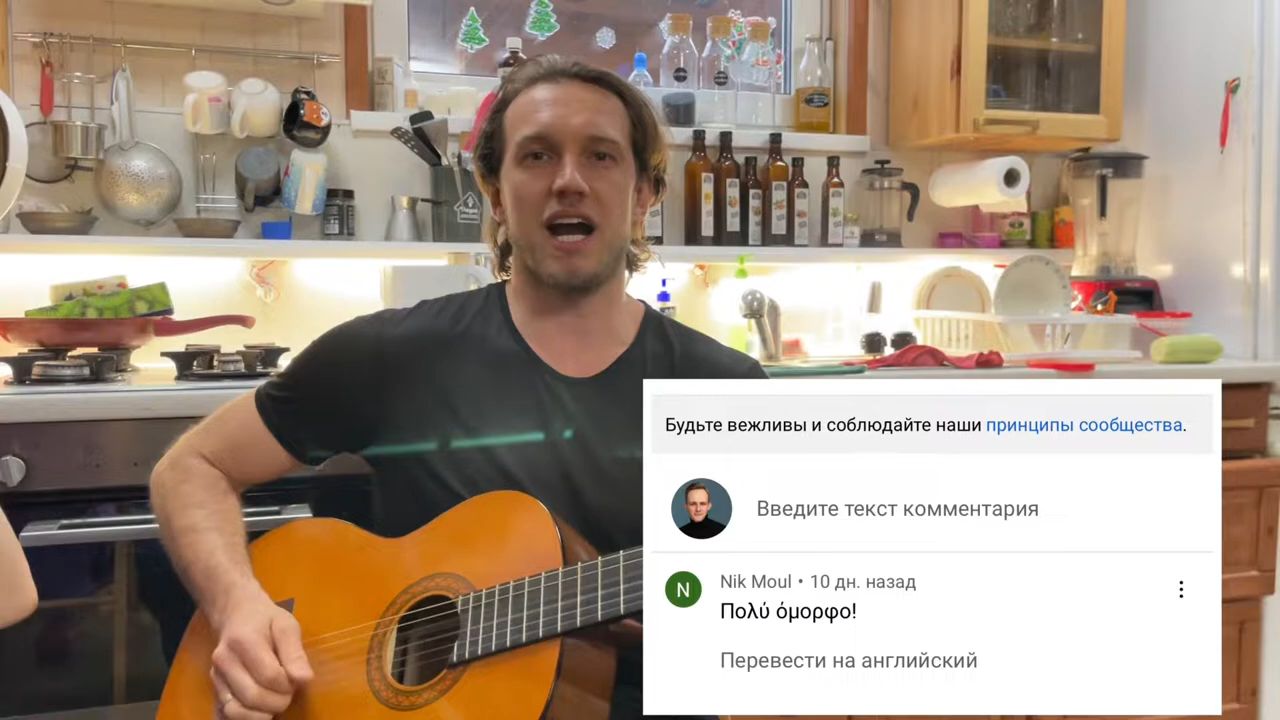 Будьте вежливы и соблюдайте наши принципы сообщества.
Введите текст комментария
N
Nik Moul • 10 дн. назад
Πολύ όμορφο!
Перевести на английский